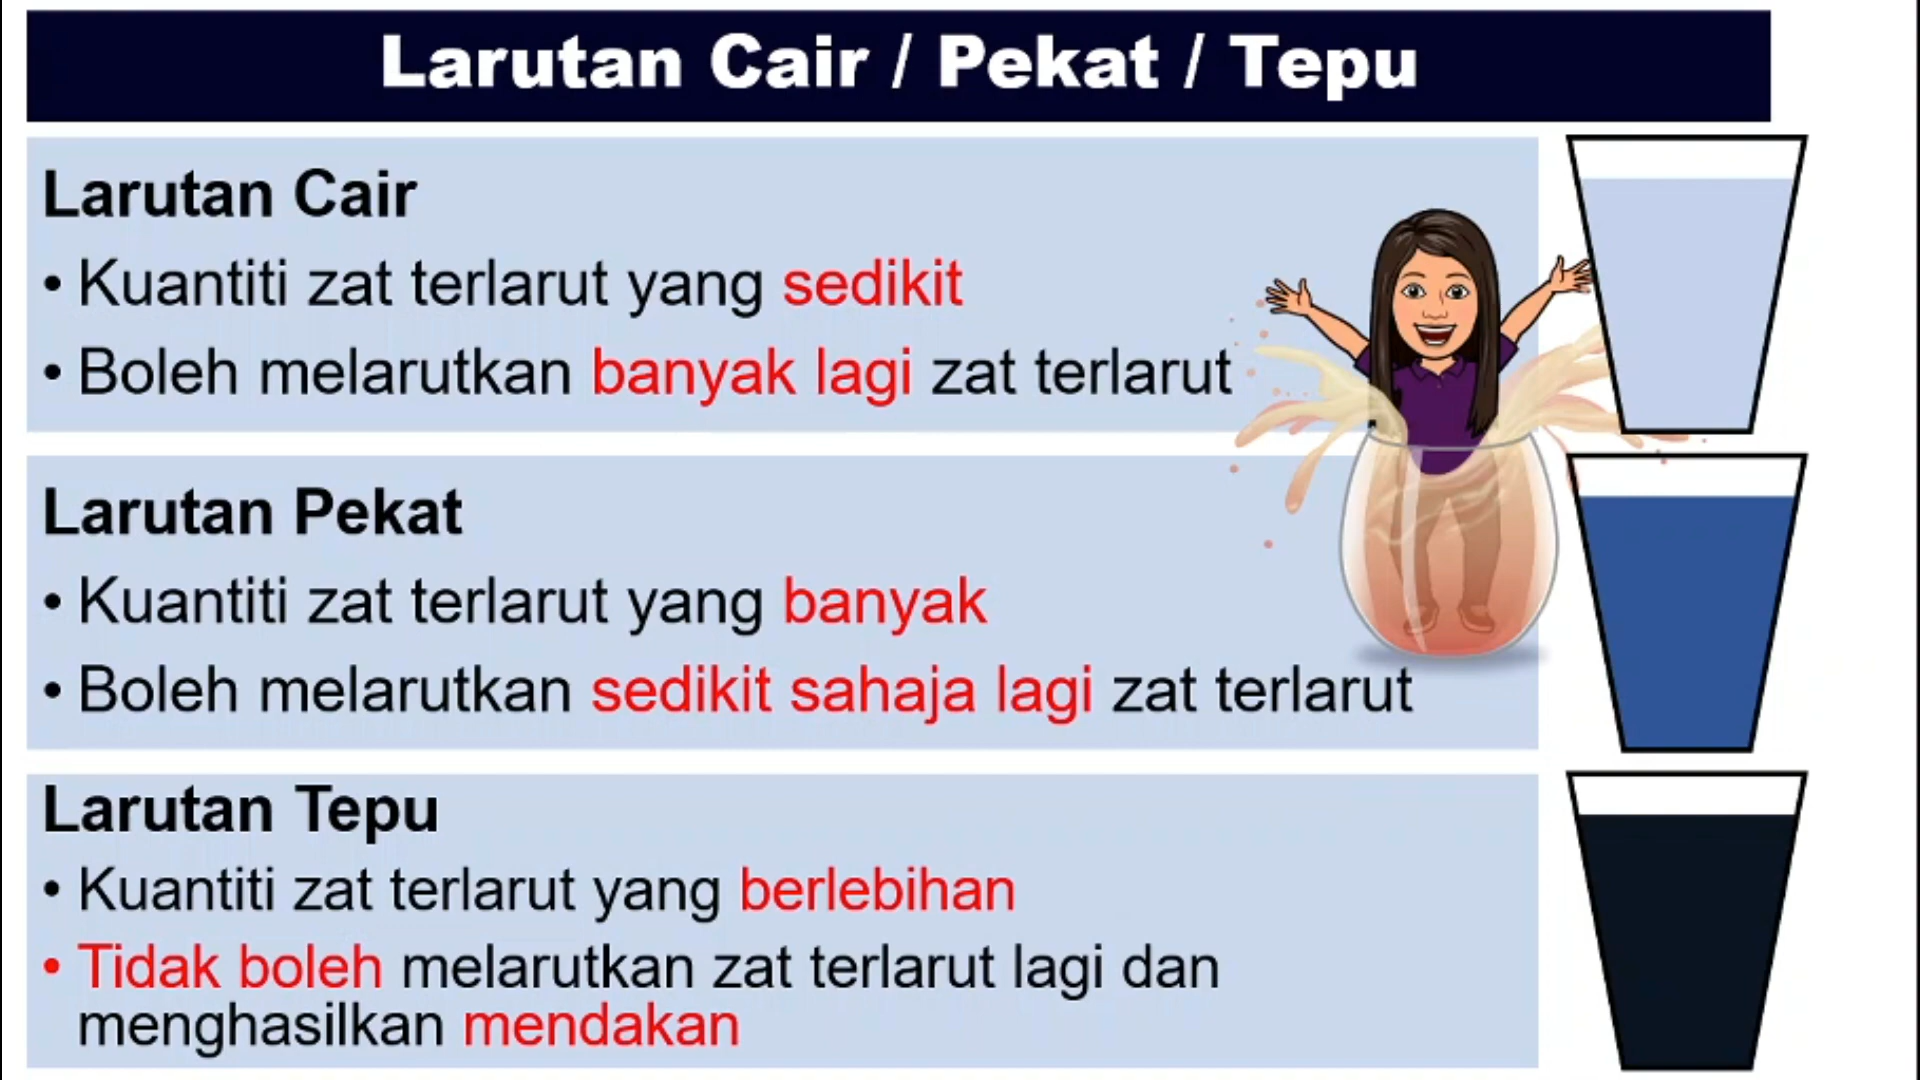 Larutan Cair / Pekat / Tepu
Larutan Cair
• Kuantiti zat terlarut yang sedikit
• Boleh melarutkan banyak lagi zat terlarut
Larutan Pekat
• Kuantiti zat terlarut yang banyak
• Boleh melarutkan sedikit sahaja lagi zat terlarut
Larutan Tepu
• Kuantiti zat terlarut yang berlebihan
• Tidak boleh melarutkan zat terlarut lagi dan
menghasilkan mendakan